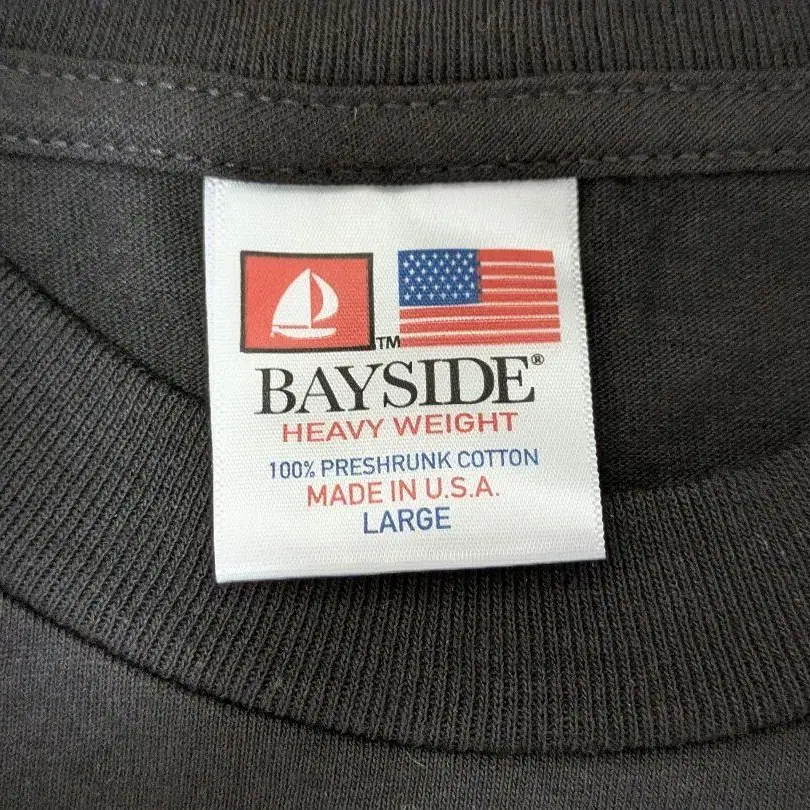 TM
BAYSIDE®
HEAVY WEIGHT
100% PRESHRUNK COTTON
MADE IN U.S.A.
LARGE